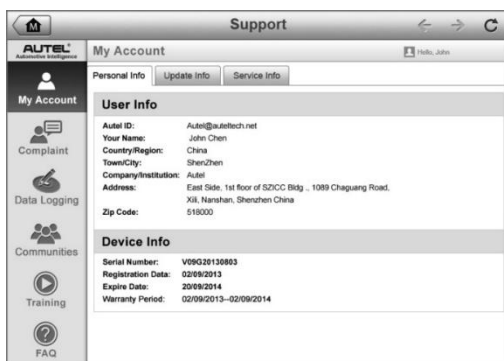 M
Support
AUTEL®
Automotive Intelligence
My Account
Hello, John
Personal Info
Update Info
Service Info
My Account
Complaint
Data Logging
Communities
Training
FAQ
User Info
Autel ID: Autel@auteltech.net
Your Name: John Chen
Country/Region: China
Town/City: ShenZhen
Company/Institution: Autel
Address: East Side, 1st floor of SZICC Bldg ., 1089 Chaguang Road,
Xili, Nanshan, Shenzhen China
Zip Code: 518000
Device Info
Serial Number: V09G20130803
Registration Data: 02/09/2013
Expire Date: 20/09/2014
Warranty Period: 02/09/2013--02/09/2014